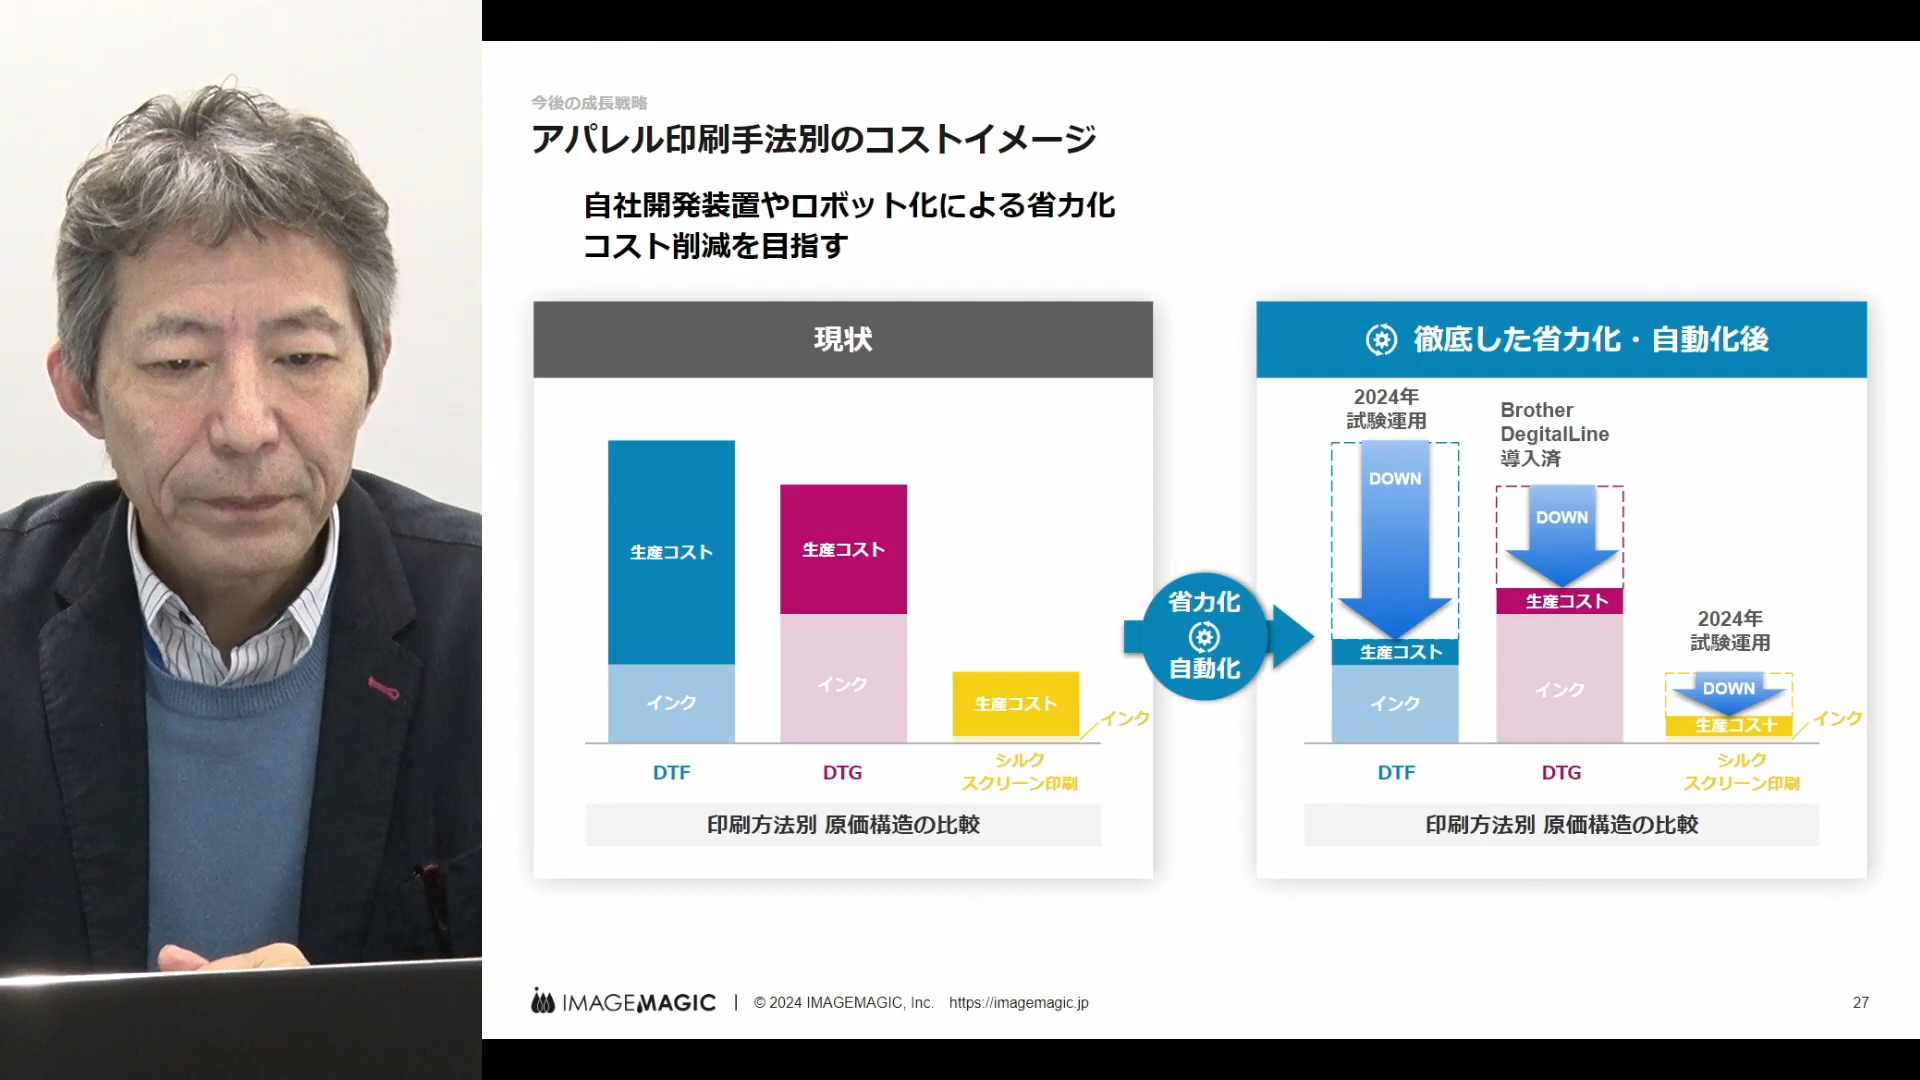 今後の成長戦略
アパレル印刷手法別のコストイメージ
自社開発装置やロボット化による省力化
コスト削減を目指す
現状
生産コスト
インク
生産コスト
インク
生産コスト
インク
DTF
DTG
シルク
スクリーン印刷
印刷方法別 原価構造の比較
省力化
自動化
徹底した省力化・自動化後
2024年
試験運用
DOWN
生産コスト
インク
Brother
DegitalLine
導入済
DOWN
生産コスト
インク
2024年
試験運用
DOWN
生産コスト
インク
DTF
DTG
シルク
スクリーン印刷
印刷方法別 原価構造の比較
IMAGEMAGIC | © 2024 IMAGEMAGIC, Inc. https://imagemagic.jp
27